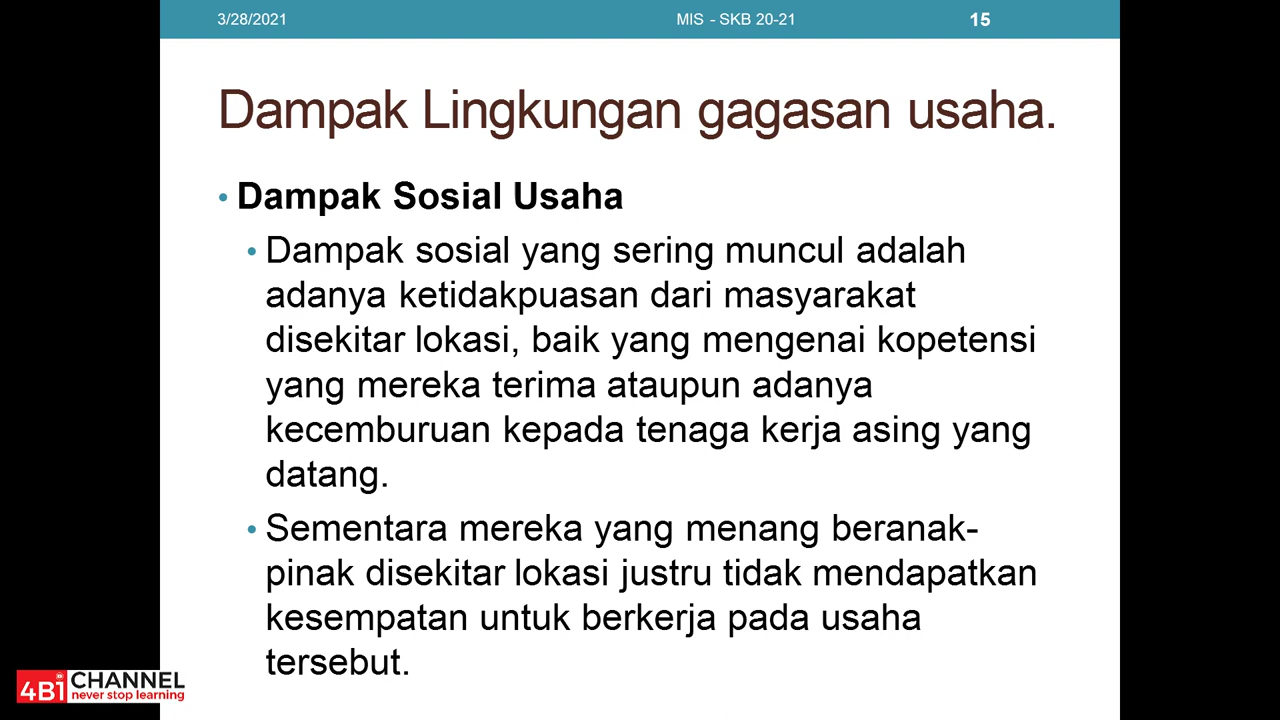 3/28/2021 MIS - SKB 20-21 15
Dampak Lingkungan gagasan usaha.
• Dampak Sosial Usaha
• Dampak sosial yang sering muncul adalah
adanya ketidakpuasan dari masyarakat
disekitar lokasi, baik yang mengenai kopetensi
yang mereka terima ataupun adanya
kecemburuan kepada tenaga kerja asing yang
datang.
• Sementara mereka yang menang beranak-
pinak disekitar lokasi justru tidak mendapatkan
kesempatan untuk berkerja pada usaha
tersebut.
4Bi CHANNEL
never stop learning